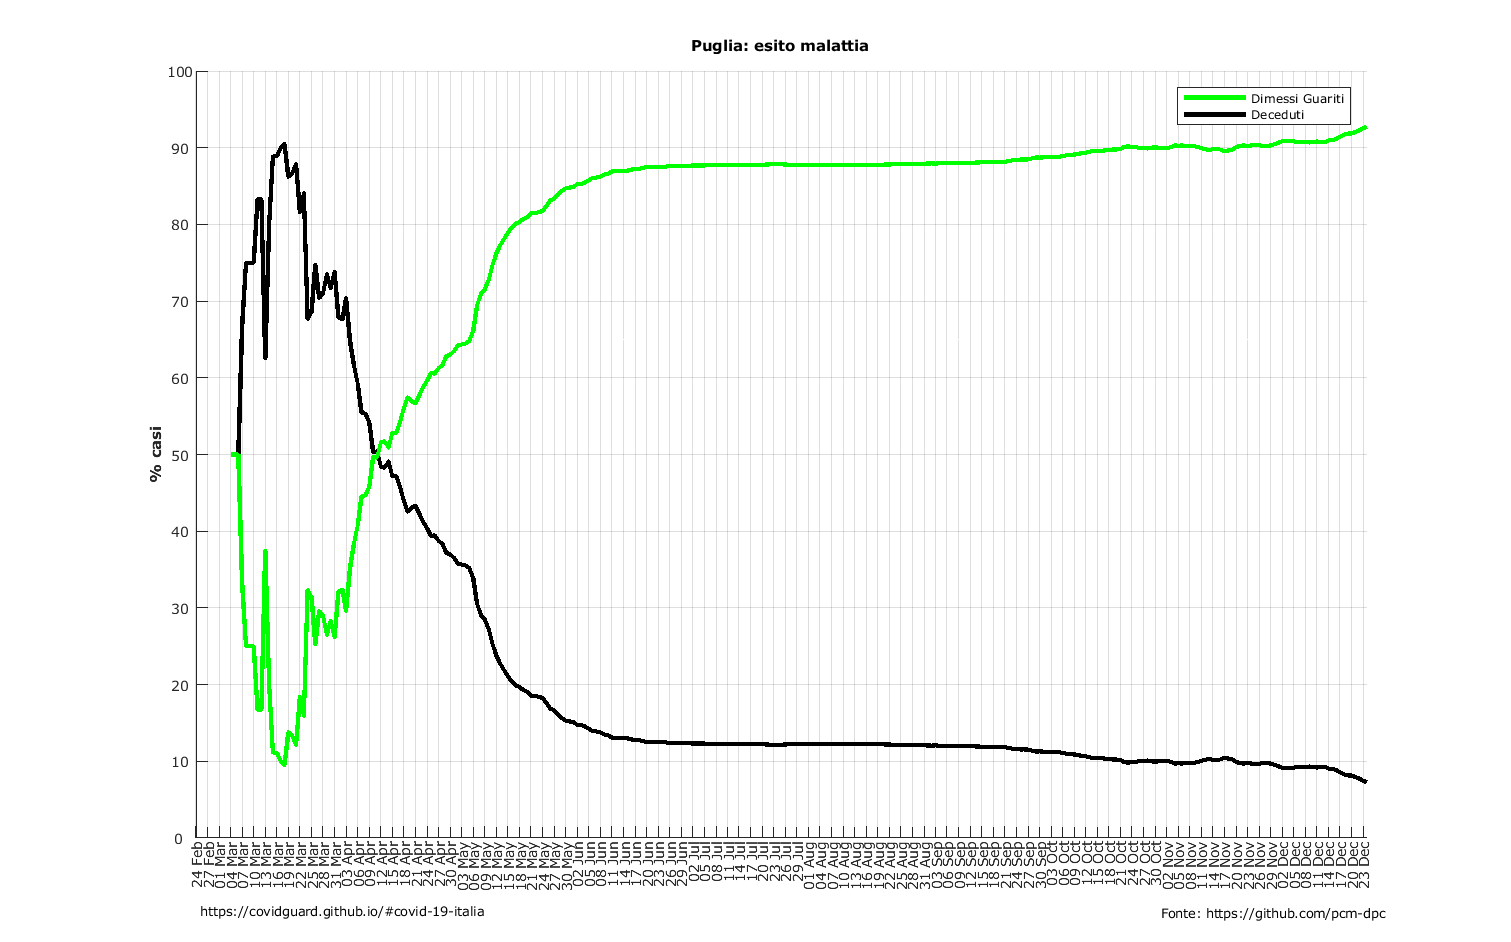 Puglia: esito malattia
Dimessi Guariti
Deceduti
% casi
100
90
80
70
60
50
40
30
20
10
0
24 Feb
27 Feb
01 Mar
04 Mar
07 Mar
10 Mar
13 Mar
16 Mar
19 Mar
22 Mar
25 Mar
28 Mar
31 Mar
03 Apr
06 Apr
09 Apr
12 Apr
15 Apr
18 Apr
21 Apr
24 Apr
27 Apr
30 Apr
03 May
06 May
09 May
12 May
15 May
18 May
21 May
24 May
27 May
30 May
02 Jun
05 Jun
08 Jun
11 Jun
14 Jun
17 Jun
20 Jun
23 Jun
26 Jun
29 Jun
02 Jul
05 Jul
08 Jul
11 Jul
14 Jul
17 Jul
20 Jul
23 Jul
26 Jul
29 Jul
01 Aug
04 Aug
07 Aug
10 Aug
13 Aug
16 Aug
19 Aug
22 Aug
25 Aug
28 Aug
31 Aug
03 Sep
06 Sep
09 Sep
12 Sep
15 Sep
18 Sep
21 Sep
24 Sep
27 Sep
30 Sep
03 Oct
06 Oct
09 Oct
12 Oct
15 Oct
18 Oct
21 Oct
24 Oct
27 Oct
30 Oct
02 Nov
05 Nov
08 Nov
11 Nov
14 Nov
17 Nov
20 Nov
23 Nov
26 Nov
29 Nov
02 Dec
05 Dec
08 Dec
11 Dec
14 Dec
17 Dec
20 Dec
23 Dec
https://covidguard.github.io/#covid-19-italia
Fonte: https://github.com/pcm-dpc